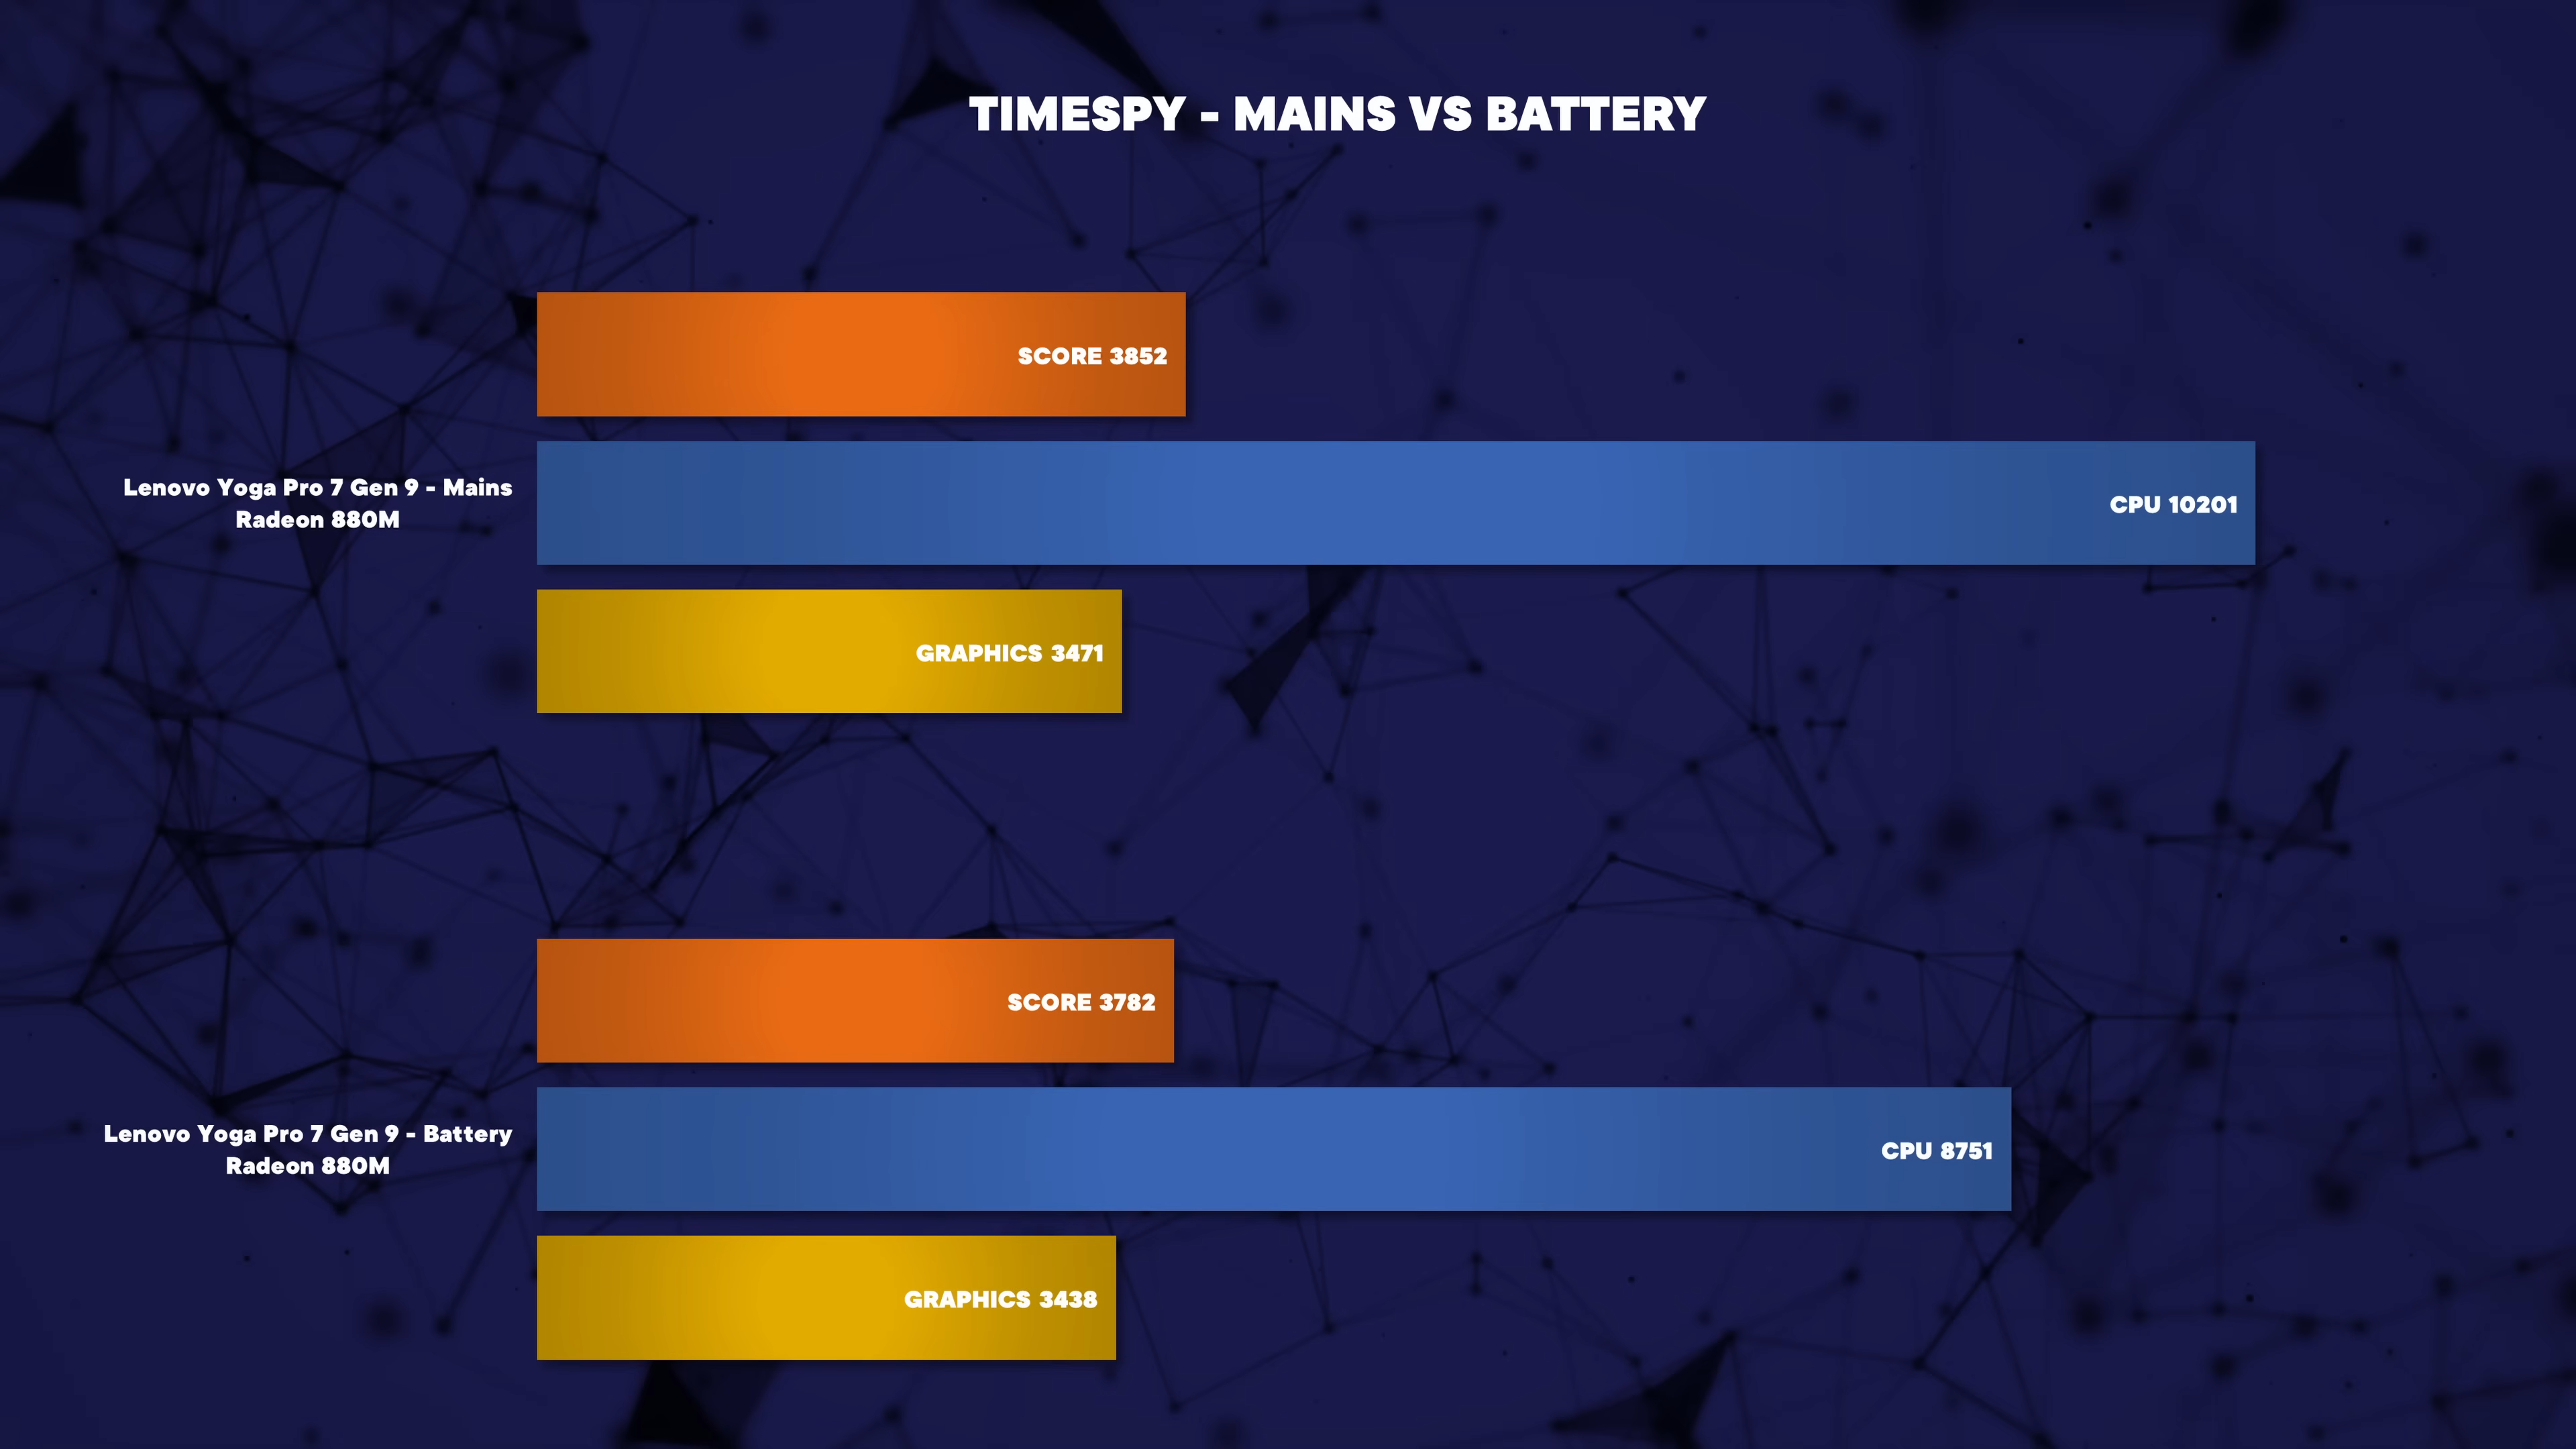 TIMESPY - MAINS VS BATTERY
SCORE 3852
Lenovo Yoga Pro 7 Gen 9 - Mains
Radeon 880M
CPU 10201
GRAPHICS 3471
SCORE 3782
Lenovo Yoga Pro 7 Gen 9 - Battery
Radeon 880M
CPU 8751
GRAPHICS 3438